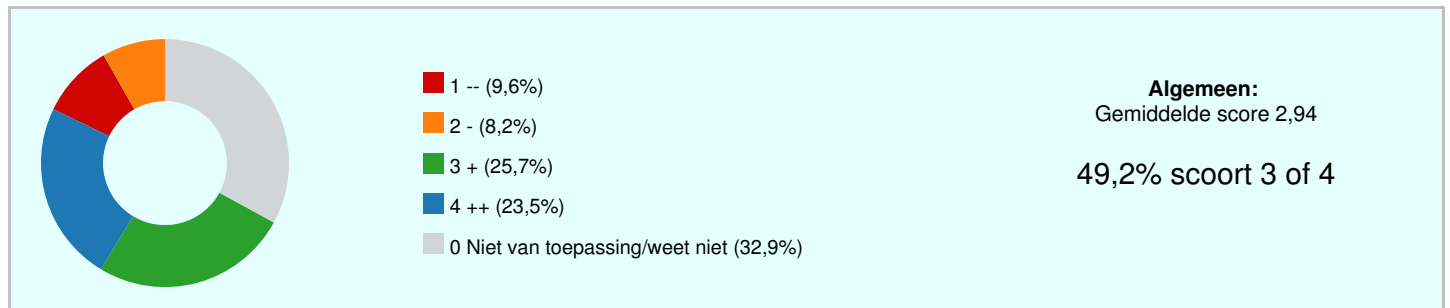 1 -- (9,6%)
2 - (8,2%)
3 + (25,7%)
4 ++ (23,5%)
0 Niet van toepassing/weet niet (32,9%)
Algemeen:
Gemiddelde score 2,94
49,2% scoort 3 of 4